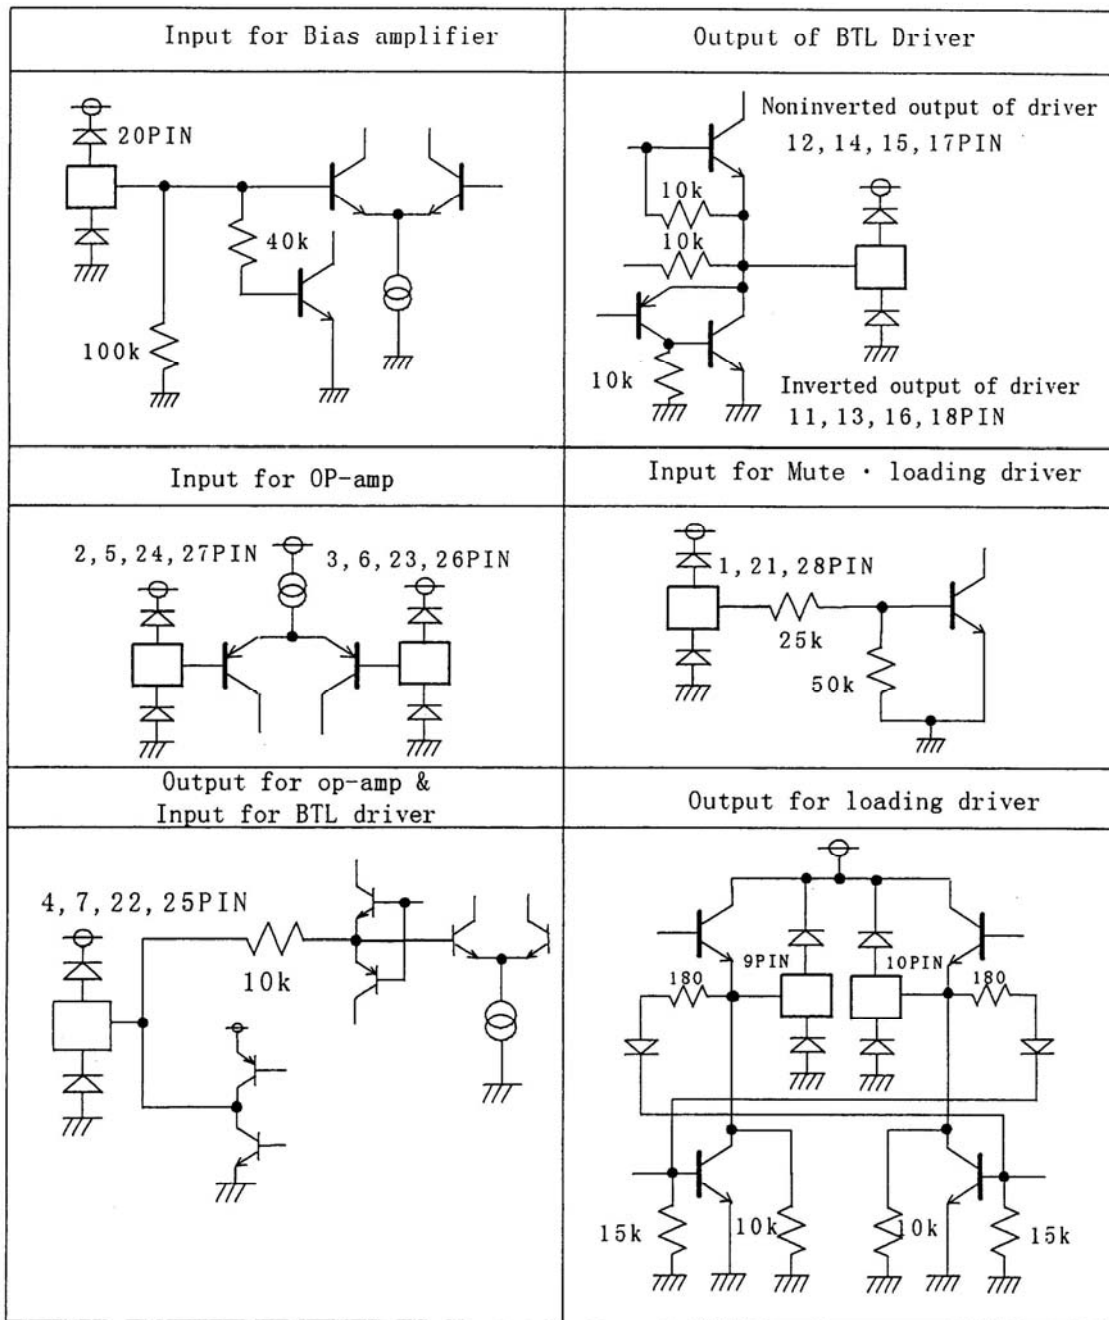 Input for Bias amplifier
20PIN
40k
100k
Output of BTL Driver
Noninverted output of driver
12, 14, 15, 17PIN
10k
10k
10k
Inverted output of driver
11, 13, 16, 18PIN
Input for OP-amp
2, 5, 24, 27PIN
3, 6, 23, 26PIN
Input for Mute · loading driver
1, 21, 28PIN
25k
50k
Output for op-amp &
Input for BTL driver
4, 7, 22, 25PIN
10k
Output for loading driver
9PIN
10PIN
180
180
15k
10k
10k
15k